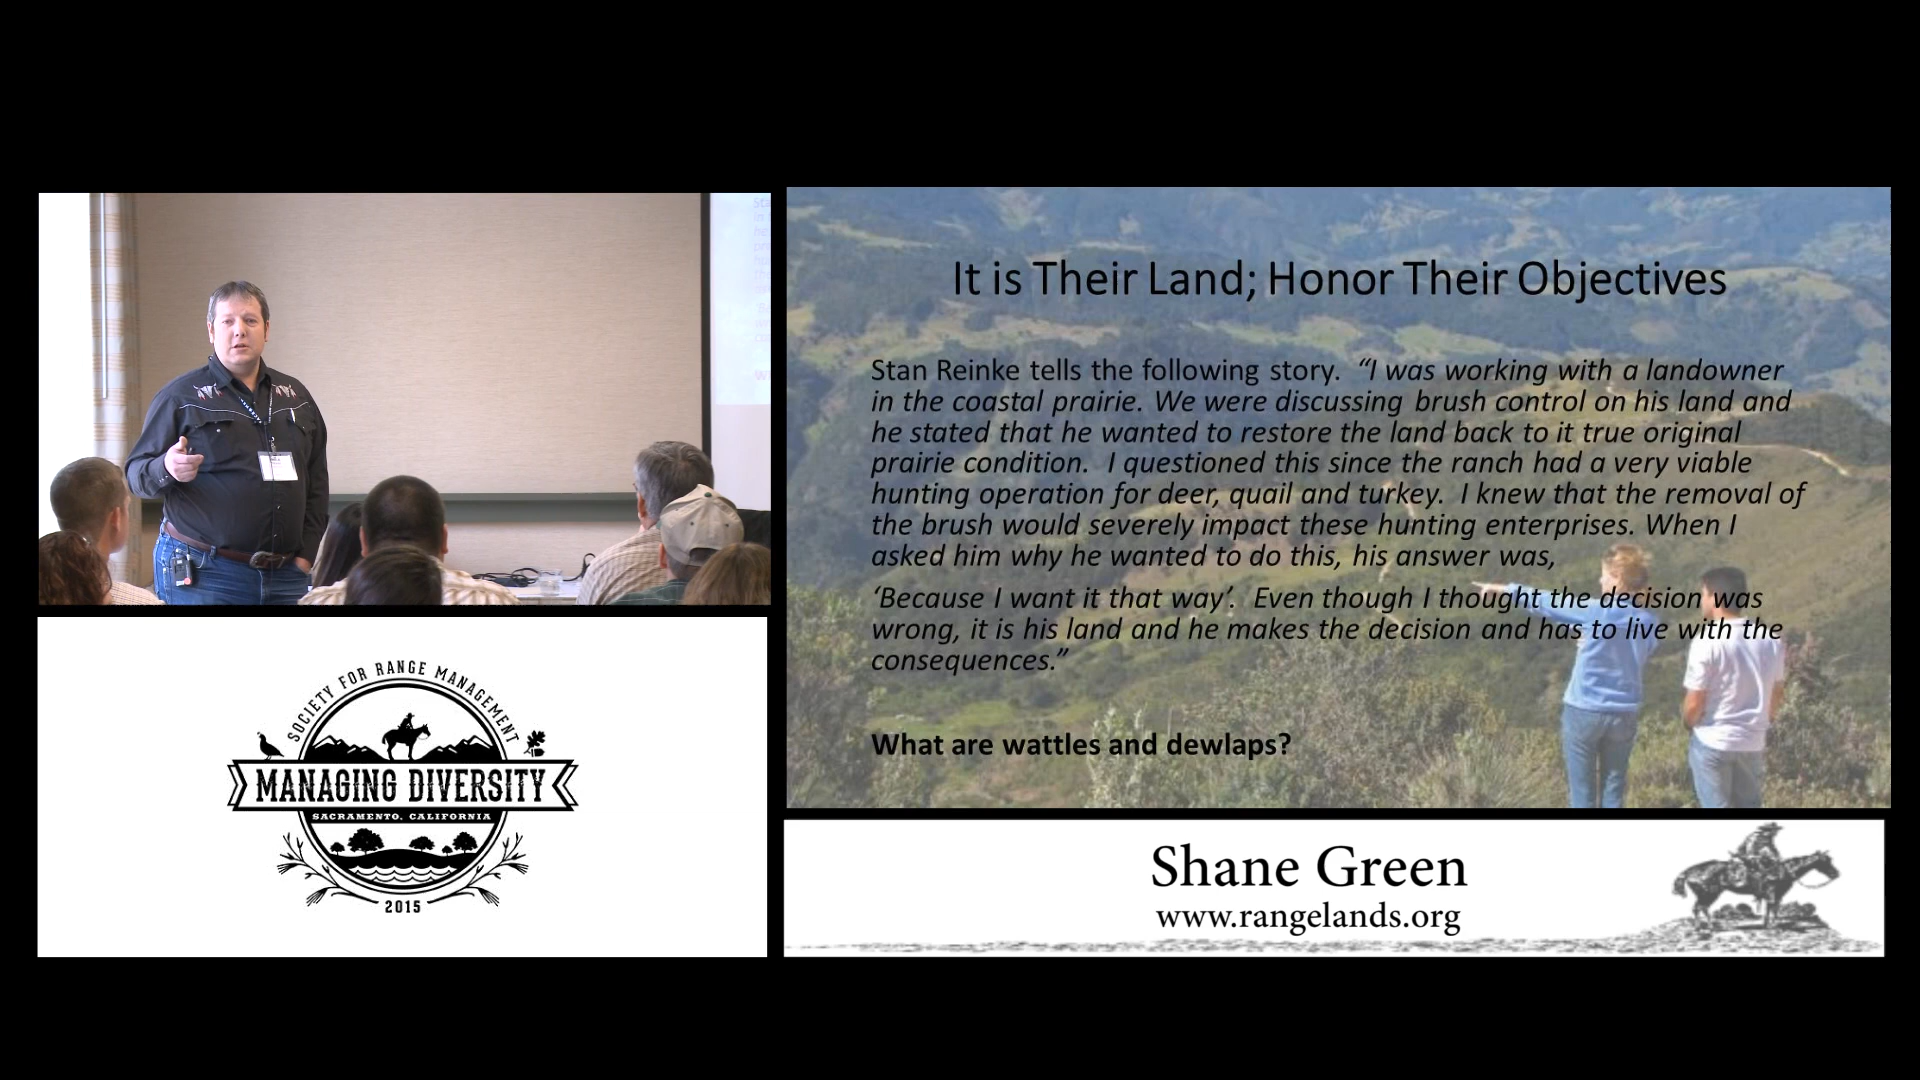 It is Their Land; Honor Their Objectives
Stan Reinke tells the following story. “I was working with a landowner
in the coastal prairie. We were discussing brush control on his land and
he stated that he wanted to restore the land back to it true original
prairie condition. I questioned this since the ranch had a very viable
hunting operation for deer, quail and turkey. I knew that the removal of
the brush would severely impact these hunting enterprises. When I
asked him why he wanted to do this, his answer was,
‘Because I want it that way’. Even though I thought the decision was
wrong, it is his land and he makes the decision and has to live with the
consequences.”
What are wattles and dewlaps?
SOCIETY FOR RANGE MANAGEMENT
MANAGING DIVERSITY
SACRAMENTO, CALIFORNIA
2015
Shane Green
www.rangelands.org